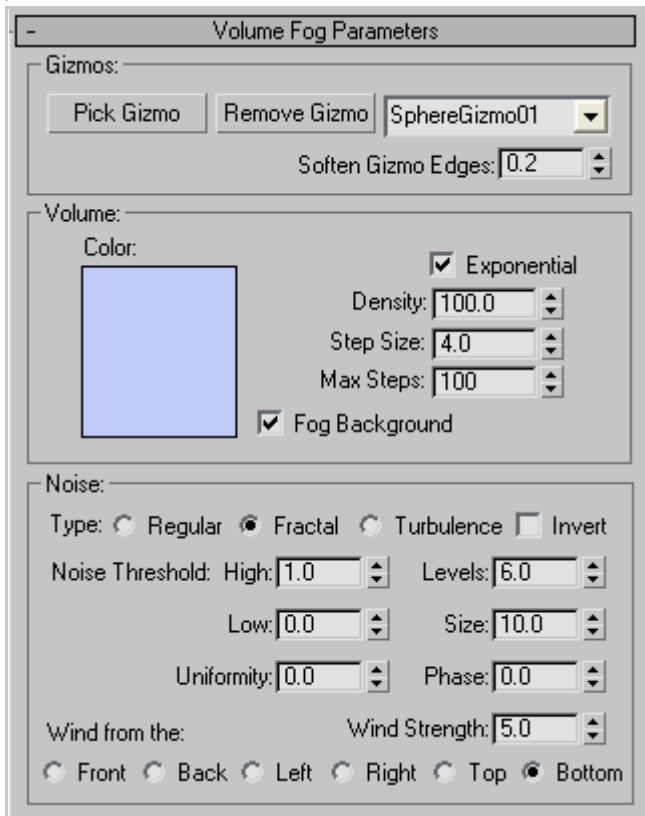 - Volume Fog Parameters
Gizmos:
Pick Gizmo Remove Gizmo SphereGizmo01
Soften Gizmo Edges: 0.2
Volume:
Color:
Exponential
Density: 100.0
Step Size: 4.0
Max Steps: 100
Fog Background
Noise:
Type: Regular Fractal Turbulence Invert
Noise Threshold: High: 1.0 Levels: 6.0
Low: 0.0 Size: 10.0
Uniformity: 0.0 Phase: 0.0
Wind from the: Wind Strength: 5.0
Front Back Left Right Top Bottom